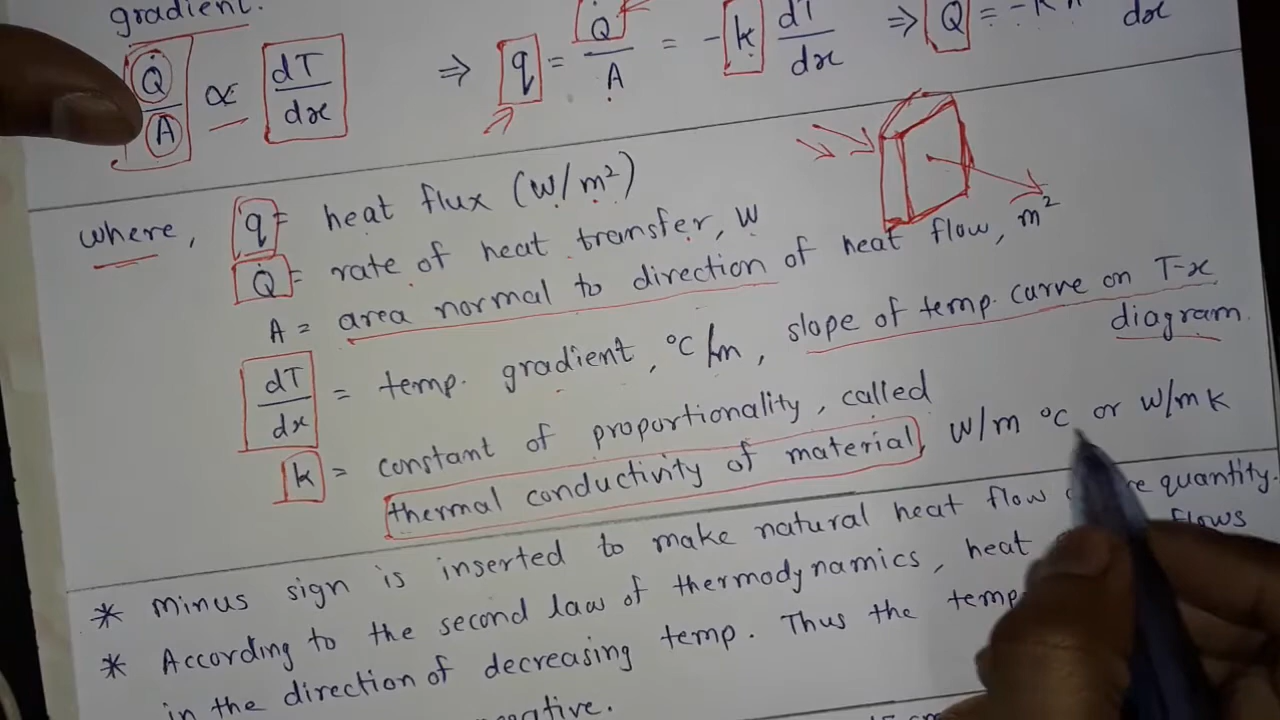 gradient.
Q̇/A ∝ dT/dx ⇒ q̇ = Q̇/A = -k dT/dx ⇒ Q̇ = -k dx
where, q̇ = heat flux (W/m²)
Q̇ = rate of heat transfer, W
A = area normal to direction of heat flow, m²
dT/dx = temp. gradient, °C/m, slope of temp. curve on T-x
diagram.
k = constant of proportionality, called
thermal conductivity of material, W/m °C or W/m K
* Minus sign is inserted to make natural heat flow quantity.
* According to the second law of thermodynamics, heat flows
in the direction of decreasing temp. Thus the temp